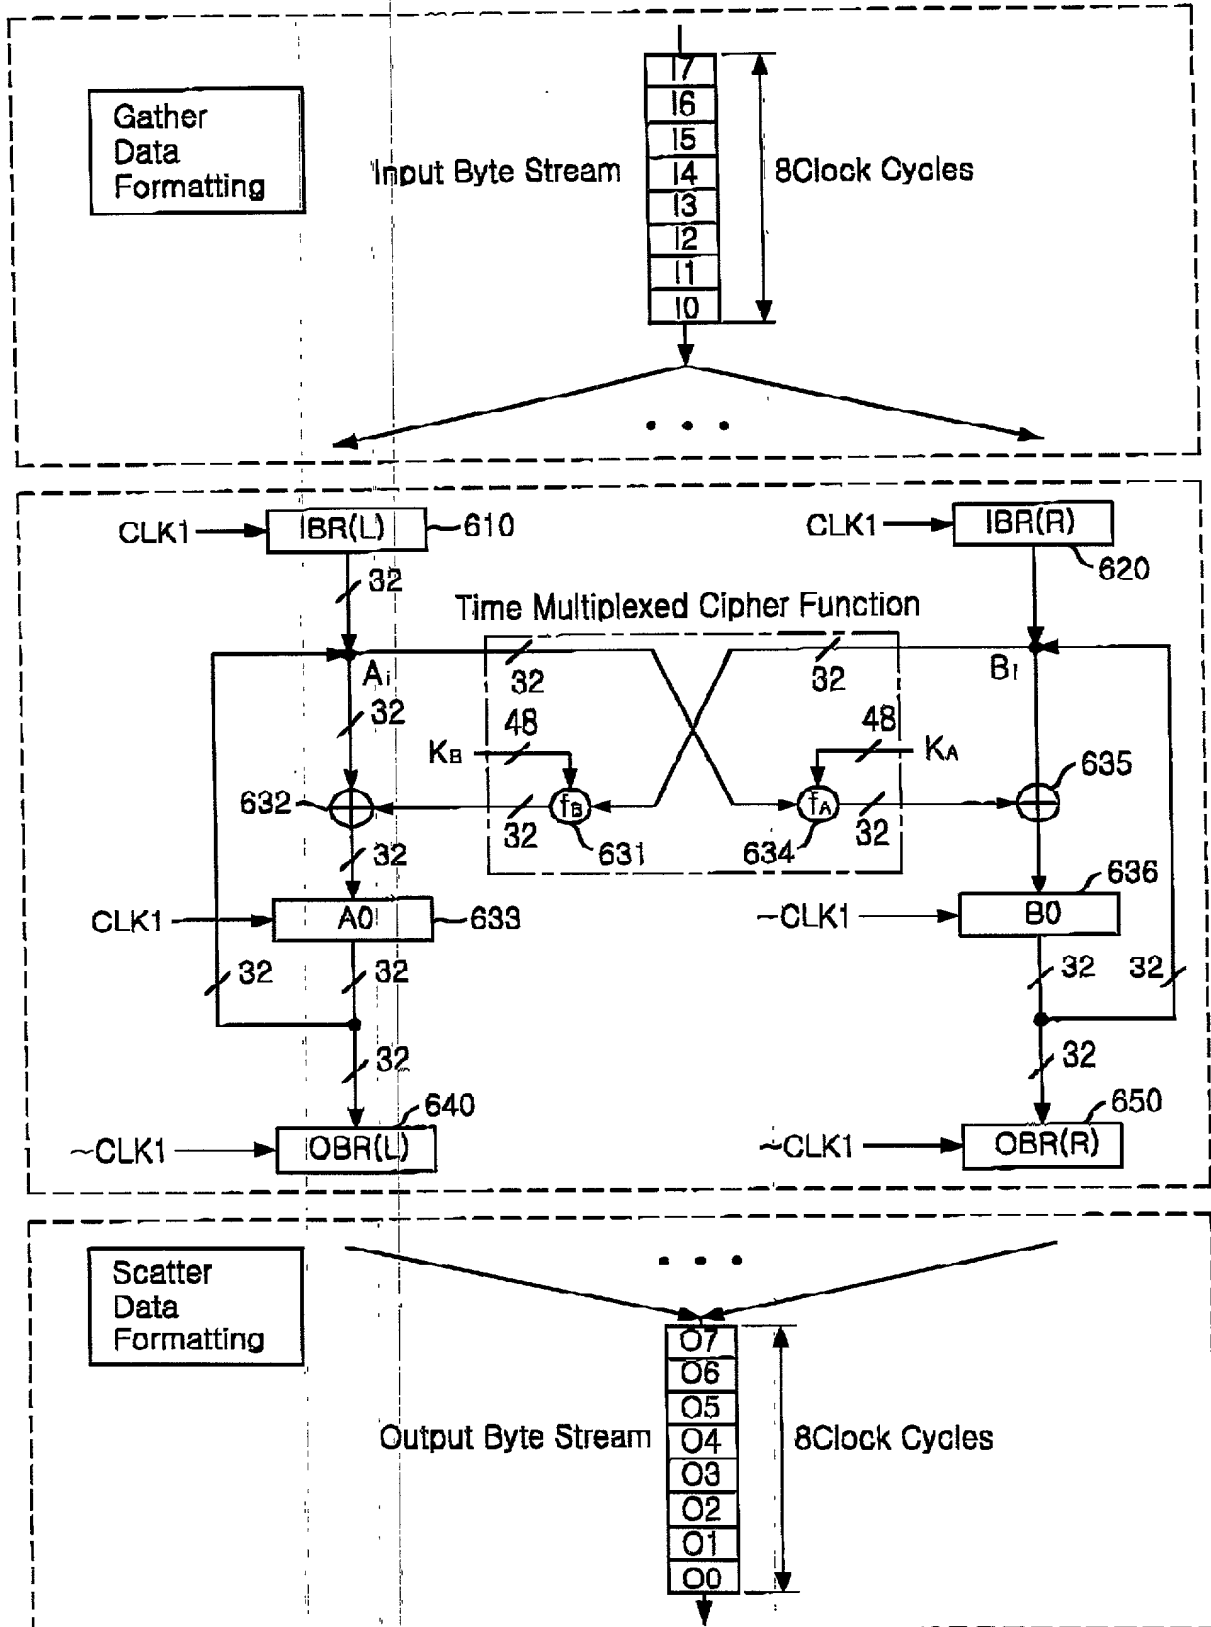 Gather
Data
Formatting
Input Byte Stream
I7
I6
I5
I4
I3
I2
I1
I0
8Clock Cycles
CLK1
IBR(L)
610
CLK1
IBR(R)
620
32
Time Multiplexed Cipher Function
Ai
32
32
Bi
32
48
48
KB
KA
632
fB
fA
635
32
32
631
634
32
636
CLK1
A0
633
~CLK1
B0
32
32
32
32
32
32
640
650
~CLK1
OBR(L)
~CLK1
OBR(R)
Scatter
Data
Formatting
Output Byte Stream
O7
O6
O5
O4
O3
O2
O1
O0
8Clock Cycles